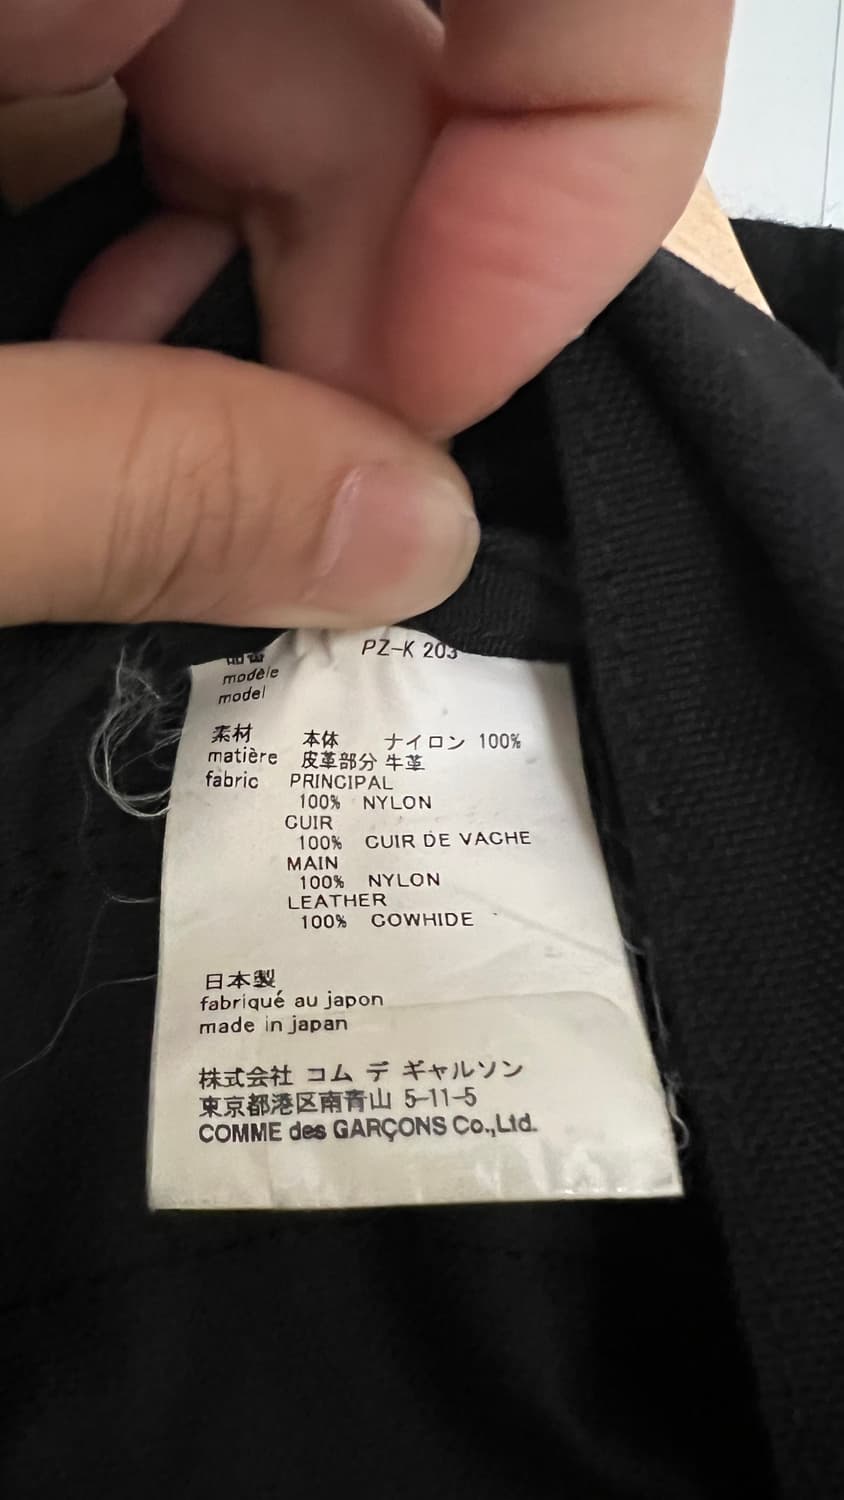 品番 PZ-K 203
modèle
model
素材 本体 ナイロン 100%
matière 皮革部分 牛革
fabric PRINCIPAL
100% NYLON
CUIR
100% CUIR DE VACHE
MAIN
100% NYLON
LEATHER
100% COWHIDE
日本製
fabriqué au japon
made in japan
株式会社 コム デ ギャルソン
東京都港区南青山 5-11-5
COMME des GARÇONS Co.,Ltd.